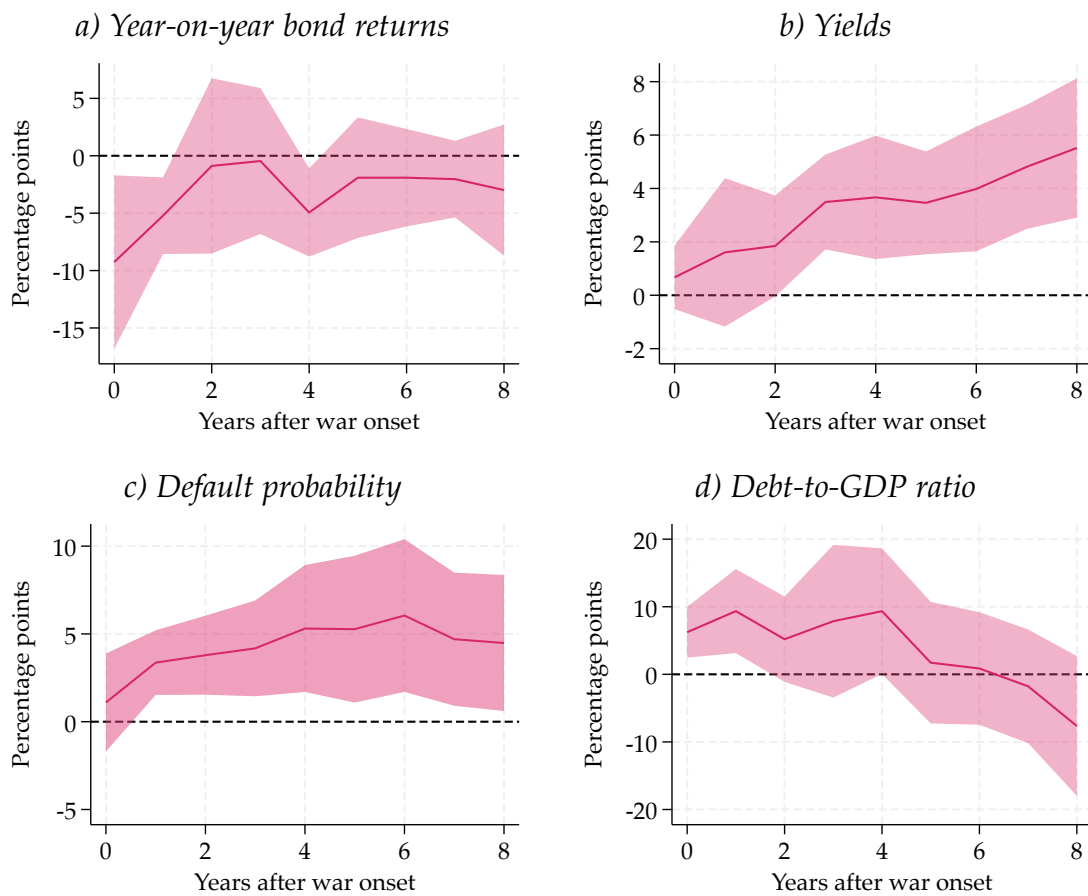 a) Year-on-year bond returns
Percentage points
5
0
-5
-10
-15
0 2 4 6 8
Years after war onset
b) Yields
Percentage points
8
6
4
2
0
-2
0 2 4 6 8
Years after war onset
c) Default probability
Percentage points
10
5
0
-5
0 2 4 6 8
Years after war onset
d) Debt-to-GDP ratio
Percentage points
20
10
0
-10
-20
0 2 4 6 8
Years after war onset